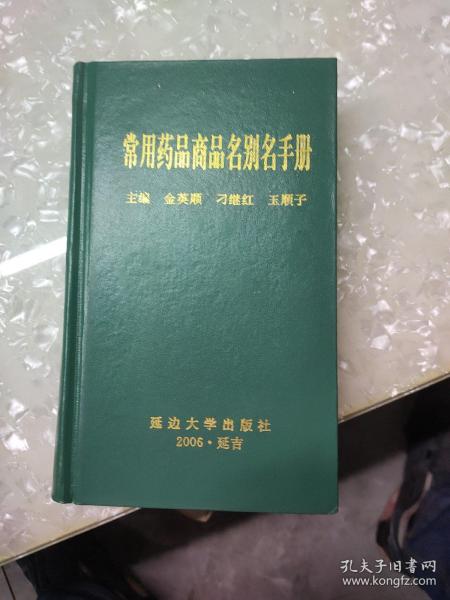 常用药品商品名别名手册
主编 金英顺 刁继红 玉顺子
延边大学出版社
2006·延吉
孔夫子旧书网
www.kongfz.com